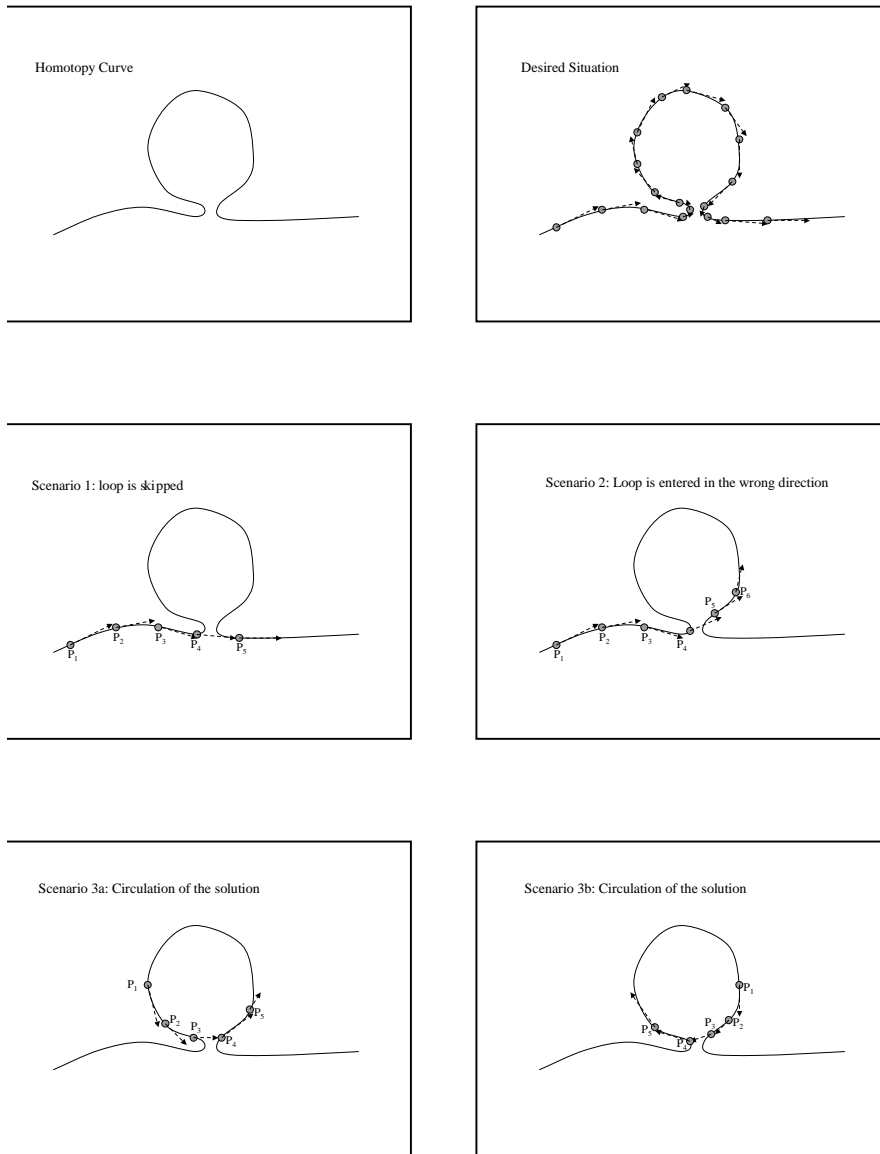 Homotopy Curve
Desired Situation
Scenario 1: loop is skipped
P1
P2
P3
P4
P5
Scenario 2: Loop is entered in the wrong direction
P1
P2
P3
P4
P5
P6
Scenario 3a: Circulation of the solution
P1
P2
P3
P4
P5
Scenario 3b: Circulation of the solution
P1
P2
P3
P4
P5